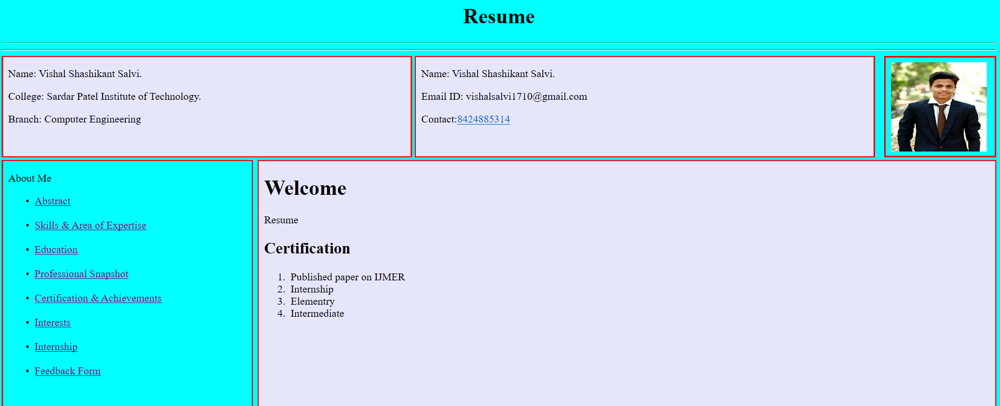 Resume
Name: Vishal Shashikant Salvi.
College: Sardar Patel Institute of Technology.
Branch: Computer Engineering
Name: Vishal Shashikant Salvi.
Email ID: vishalsalvi1710@gmail.com
Contact:8424885314
About Me
• Abstract
• Skills & Area of Expertise
• Education
• Professional Snapshot
• Certification & Achievements
• Interests
• Internship
• Feedback Form
Welcome
Resume
Certification
1. Published paper on IJMER
2. Internship
3. Elementry
4. Intermediate